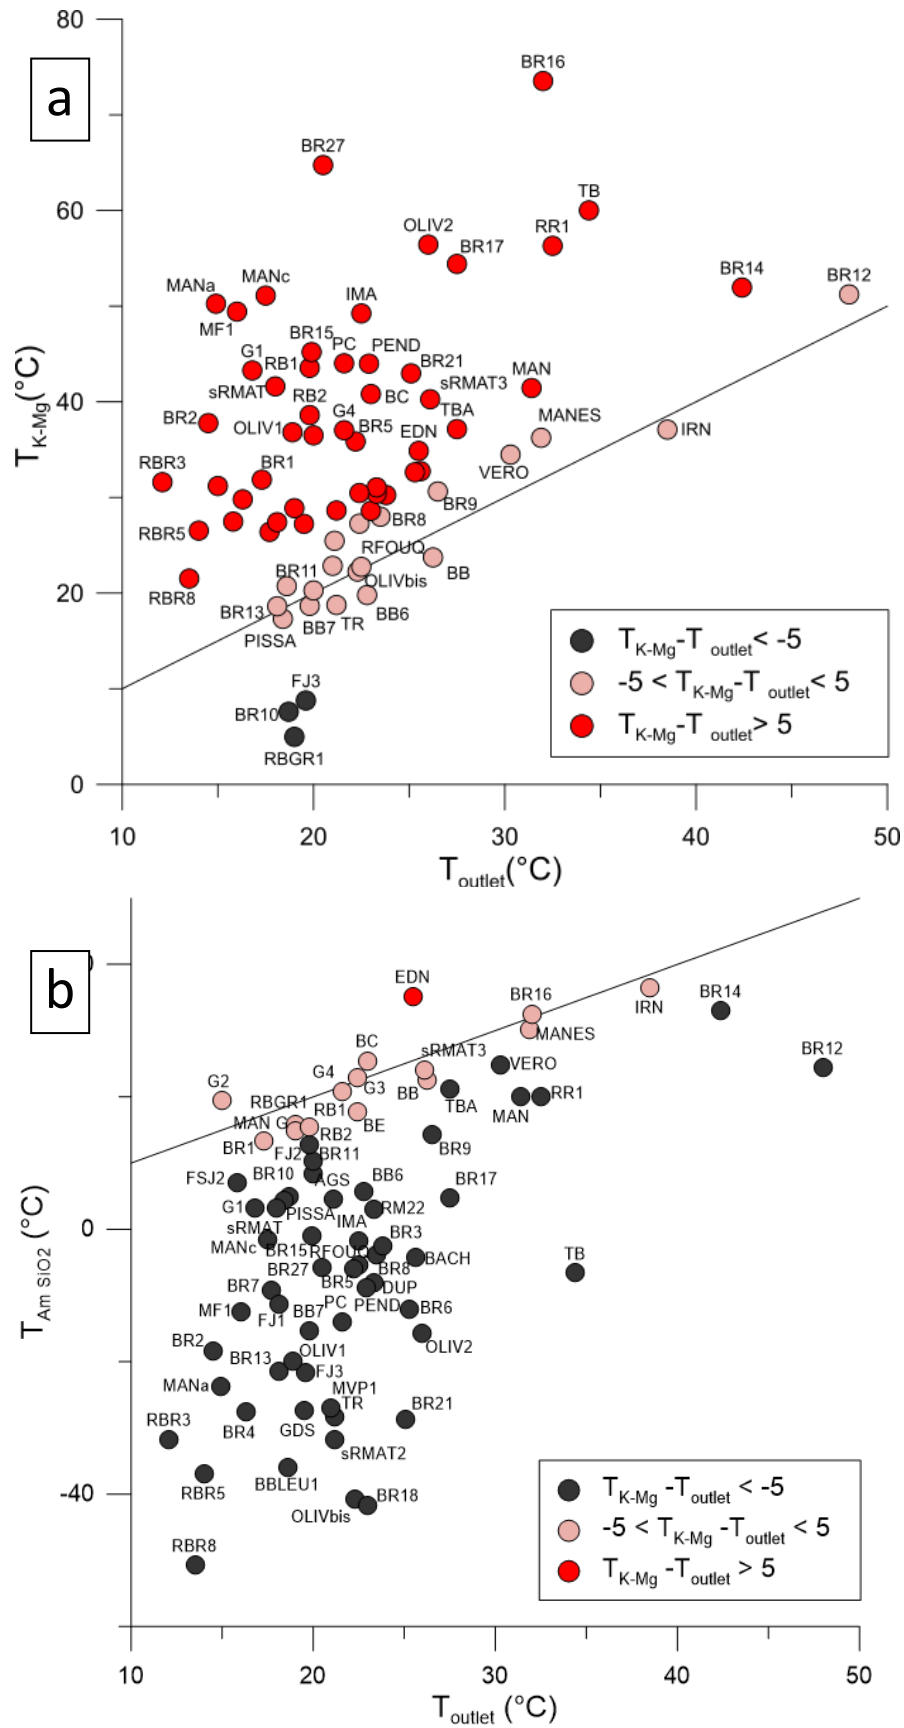 80
a
BR16
BR27
60
TB
OLIV2
RR1
BR17
MANa
MANc
BR14
BR12
MF1
IMA
BR15
PC
PEND
G1
RB1
BR21
MAN
sRMAT
BC
sRMAT3
40
BR2
RB2
G4
TBA
MANES
OLIV1
BR5
EDN
IRN
RBR3
BR1
VERO
BR9
RBR5
BR8
RFOUQ
BR11
OLIVbis
BB
RBR8
20
BR13
BB7
TR
BB6
PISSA
FJ3
BR10
RBGR1
0
T K-Mg (°C)
T K-Mg -T outlet < -5
-5 < T K-Mg -T outlet < 5
T K-Mg -T outlet > 5
10 20 30 40 50
T outlet (°C)
b
EDN
BR16
IRN
BR14
BC
sRMAT3
MANES
BR12
G2
G4
VERO
RBGR1
G3
BB
RR1
MAN G
RB1
BE
TBA
MAN
BR1
RB2
FJ2
BR11
BR9
FSJ2
BR10
AGS
BB6
BR17
G1
PISSA
RM22
sRMAT
IMA
BR3
MANc
BR15
RFOUQ
BACH
TB
BR27
BR8
BR7
BR5
DUP
MF1
FJ1
BB7
PC
PEND
BR6
BR2
OLIV1
OLIV2
BR13
FJ3
MANa
MVP1
RBR3
TR
BR21
BR4
GDS
sRMAT2
RBR5
BBLEU1
BR18
OLIVbis
RBR8
0
-40
T Am SiO2 (°C)
T K-Mg -T outlet < -5
-5 < T K-Mg -T outlet < 5
T K-Mg -T outlet > 5
10 20 30 40 50
T outlet (°C)